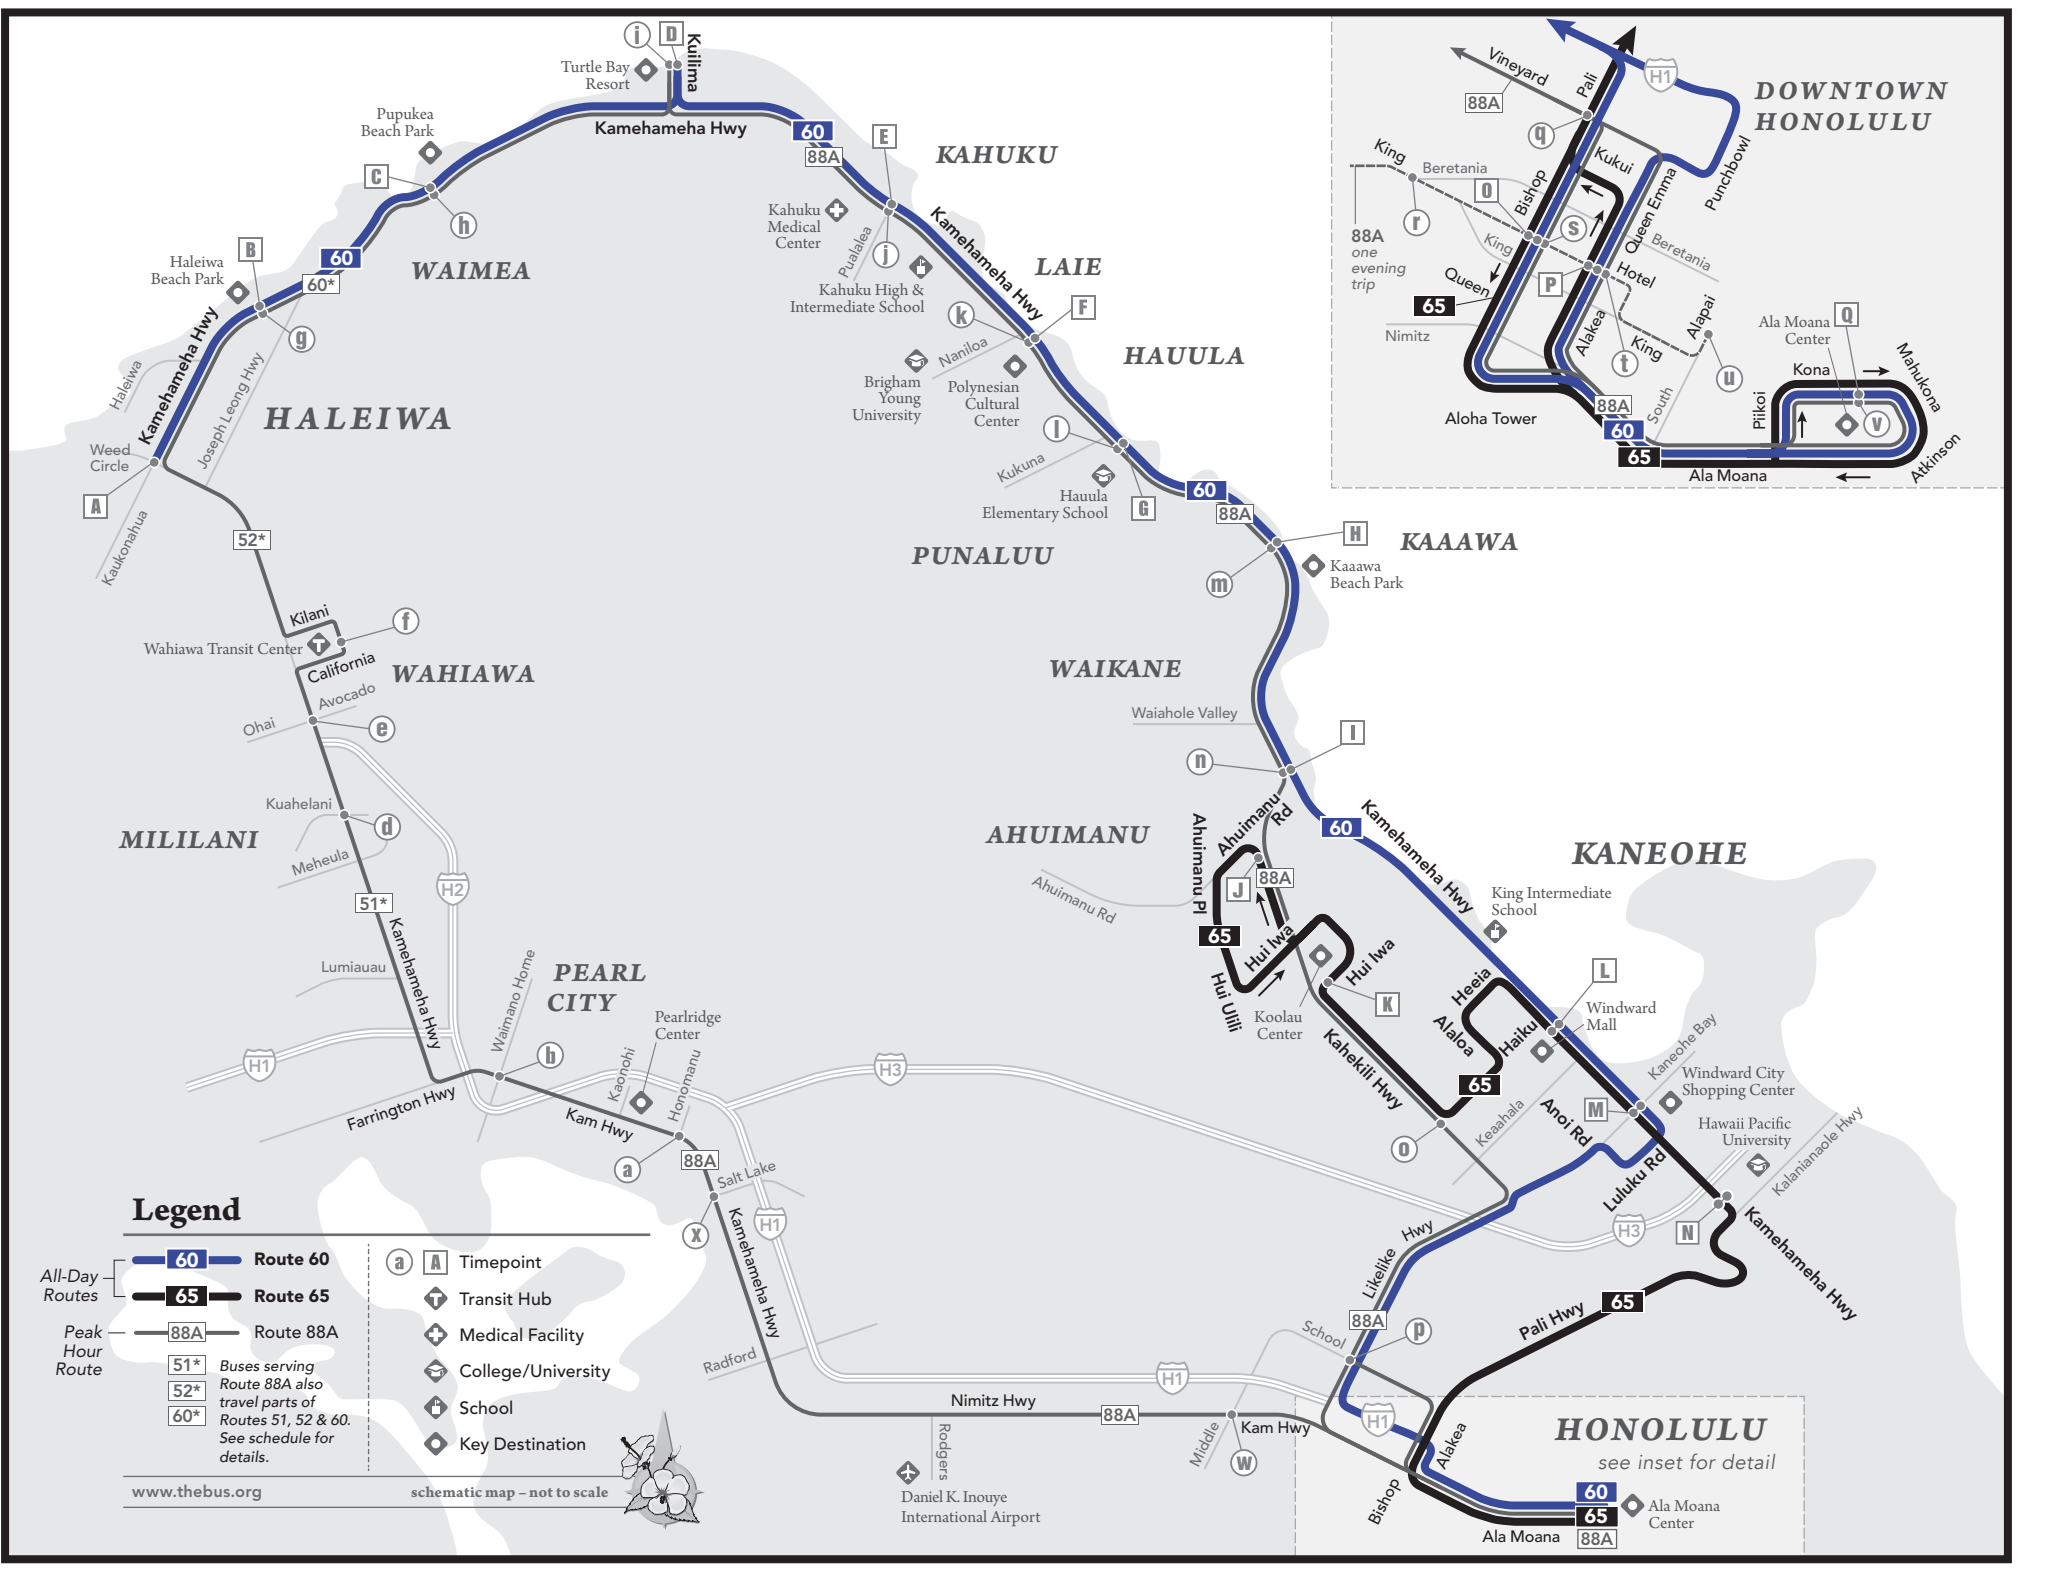 i
D
Kuilima
Turtle Bay
Resort
Kamehameha Hwy
Pupukea
Beach Park
C
h
60
88A
E
KAHUKU
Kahuku
Medical
Center
Pualalea
j
Kamehameha Hwy
Kahuku High &
Intermediate School
LAIE
k
F
Naniloa
Brigham
Young
University
Polynesian
Cultural
Center
HAUULA
l
Kukuna
Hauula
Elementary School
G
60
88A
PUNALUU
H
KAAAWA
Kaaawa
Beach Park
m
WAIKANE
Waiahole Valley
n
I
B
Haleiwa
Beach Park
60
60*
WAIMEA
g
Kamehameha Hwy
Haleiwa
Joseph Leong Hwy
HALEIWA
Weed
Circle
A
Kaukonahua
52*
Kilani
f
Wahiawa Transit Center
California
WAHIAWA
Avocado
Ohai
e
Kuahelani
d
MILILANI
Meheula
H2
51*
Kamehameha Hwy
Lumiauau
Waimano Home
PEARL
CITY
Pearlridge
Center
H1
b
Kaonohi
Honomanu
Farrington Hwy
Kam Hwy
a
88A
Salt Lake
x
H1
Kamehameha Hwy
Radford
H3
AHUIMANU
Ahuimanu Rd
Ahuimanu
Rd
Ahuimanu Pl
J
88A
65
Hui Iwa
Hui Ulili
Hui Iwa
K
Koolau
Center
Kahekili Hwy
60
Kamehameha Hwy
KANEOHE
King Intermediate
School
Heeia
Alaloa
Haiku
L
Windward
Mall
65
Keaahala
Anoi Rd
M
Kaneohe Bay
Windward City
Shopping Center
Hawaii Pacific
University
Kalanianaole Hwy
o
Luluku Rd
H3
N
Kamehameha Hwy
Likelike
Hwy
88A
School
p
Pali Hwy
65
H1
Nimitz Hwy
88A
Rodgers
Middle
Kam Hwy
w
Daniel K. Inouye
International Airport
H1
Alakea
Bishop
HONOLULU
see inset for detail
60
65
88A
Ala Moana
Ala Moana
Center
DOWNTOWN
HONOLULU
Vineyard
88A
Pali
H1
q
King
Beretania
Kukui
Punchbowl
O
Bishop
r
s
Queen Emma
88A
one
evening
trip
King
Beretania
Queen
P
Hotel
65
Nimitz
Alakea
King
Alapai
t
u
South
Aloha Tower
88A
60
65
Ala Moana
Ala Moana
Center
Q
Kona
Piikoi
v
Mahukona
Atkinson
Legend
All-Day
Routes
60
Route 60
65
Route 65
Peak
Hour
Route
88A
Route 88A
51*
52*
60*
Buses serving
Route 88A also
travel parts of
Routes 51, 52 & 60.
See schedule for
details.
a
A
Timepoint
Transit Hub
Medical Facility
College/University
School
Key Destination
www.thebus.org
schematic map – not to scale